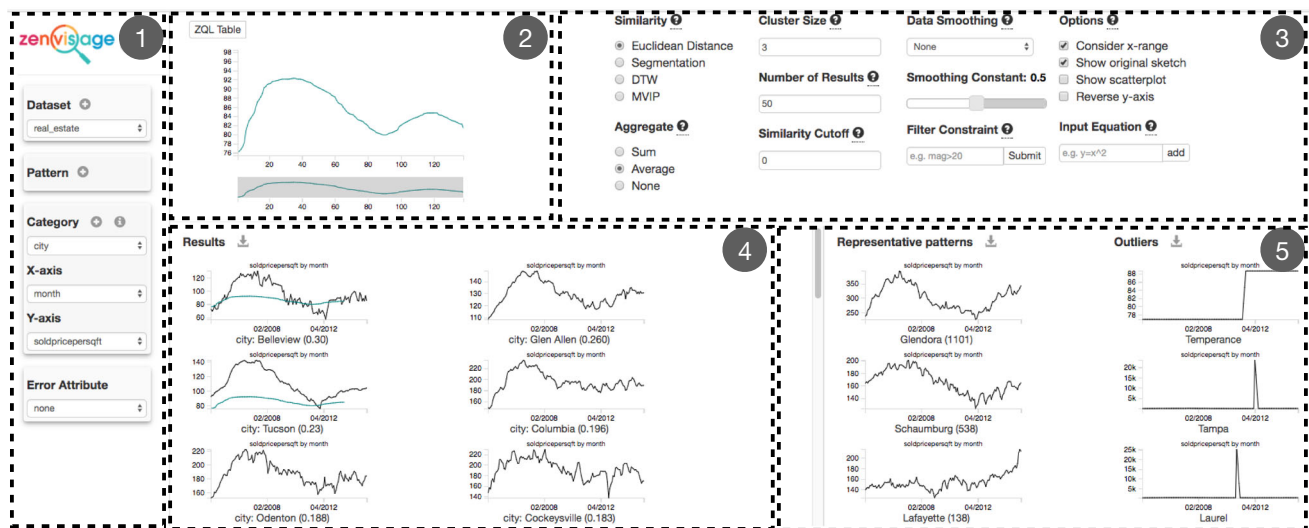 zenvisage
1
Dataset
real_estate
Pattern
Category
city
X-axis
month
Y-axis
soldpricepersqft
Error Attribute
none
ZQL Table
2
98
96
94
92
90
88
86
84
82
80
78
76
20 40 60 80 100 120
20 40 60 80 100 120
3
Similarity
Euclidean Distance
Segmentation
DTW
MVIP
Aggregate
Sum
Average
None
Cluster Size
3
Number of Results
50
Similarity Cutoff
0
Data Smoothing
None
Smoothing Constant: 0.5
Filter Constraint
e.g. mag>20 Submit
Options
Consider x-range
Show original sketch
Show scatterplot
Reverse y-axis
Input Equation
e.g. y=x^2 add
Results
4
soldpricepersqft by month
120
100
80
60
02/2008 04/2012
city: Belleview (0.30)
soldpricepersqft by month
140
130
120
110
02/2008 04/2012
city: Glen Allen (0.260)
soldpricepersqft by month
140
120
100
80
02/2008 04/2012
city: Tucson (0.23)
soldpricepersqft by month
220
200
180
160
02/2008 04/2012
city: Columbia (0.196)
soldpricepersqft by month
220
200
180
160
02/2008 04/2012
city: Odenton (0.188)
soldpricepersqft by month
220
200
180
160
140
02/2008 04/2012
city: Cockeysville (0.183)
Representative patterns
Outliers
5
soldpricepersqft by month
350
300
250
02/2008 04/2012
Glendora (1101)
soldpricepersqft by month
88
86
84
82
80
78
02/2008 04/2012
Temperance
soldpricepersqft by month
200
180
160
140
02/2008 04/2012
Schaumburg (538)
soldpricepersqft by month
20k
15k
10k
5k
02/2008 04/2012
Tampa
soldpricepersqft by month
200
180
160
140
02/2008 04/2012
Lafayette (138)
soldpricepersqft by month
25k
20k
15k
10k
5k
02/2008 04/2012
Laurel